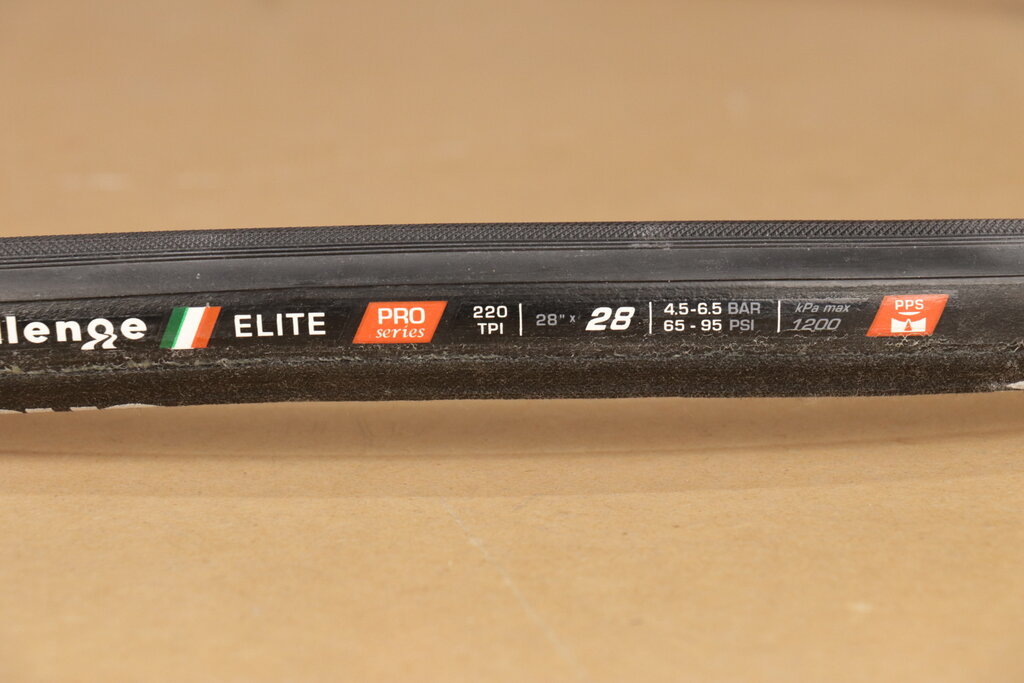 llenge ELITE PRO series 220 TPI 28" x 28 4.5-6.5 BAR 65 - 95 PSI kPa max 1200 PPS